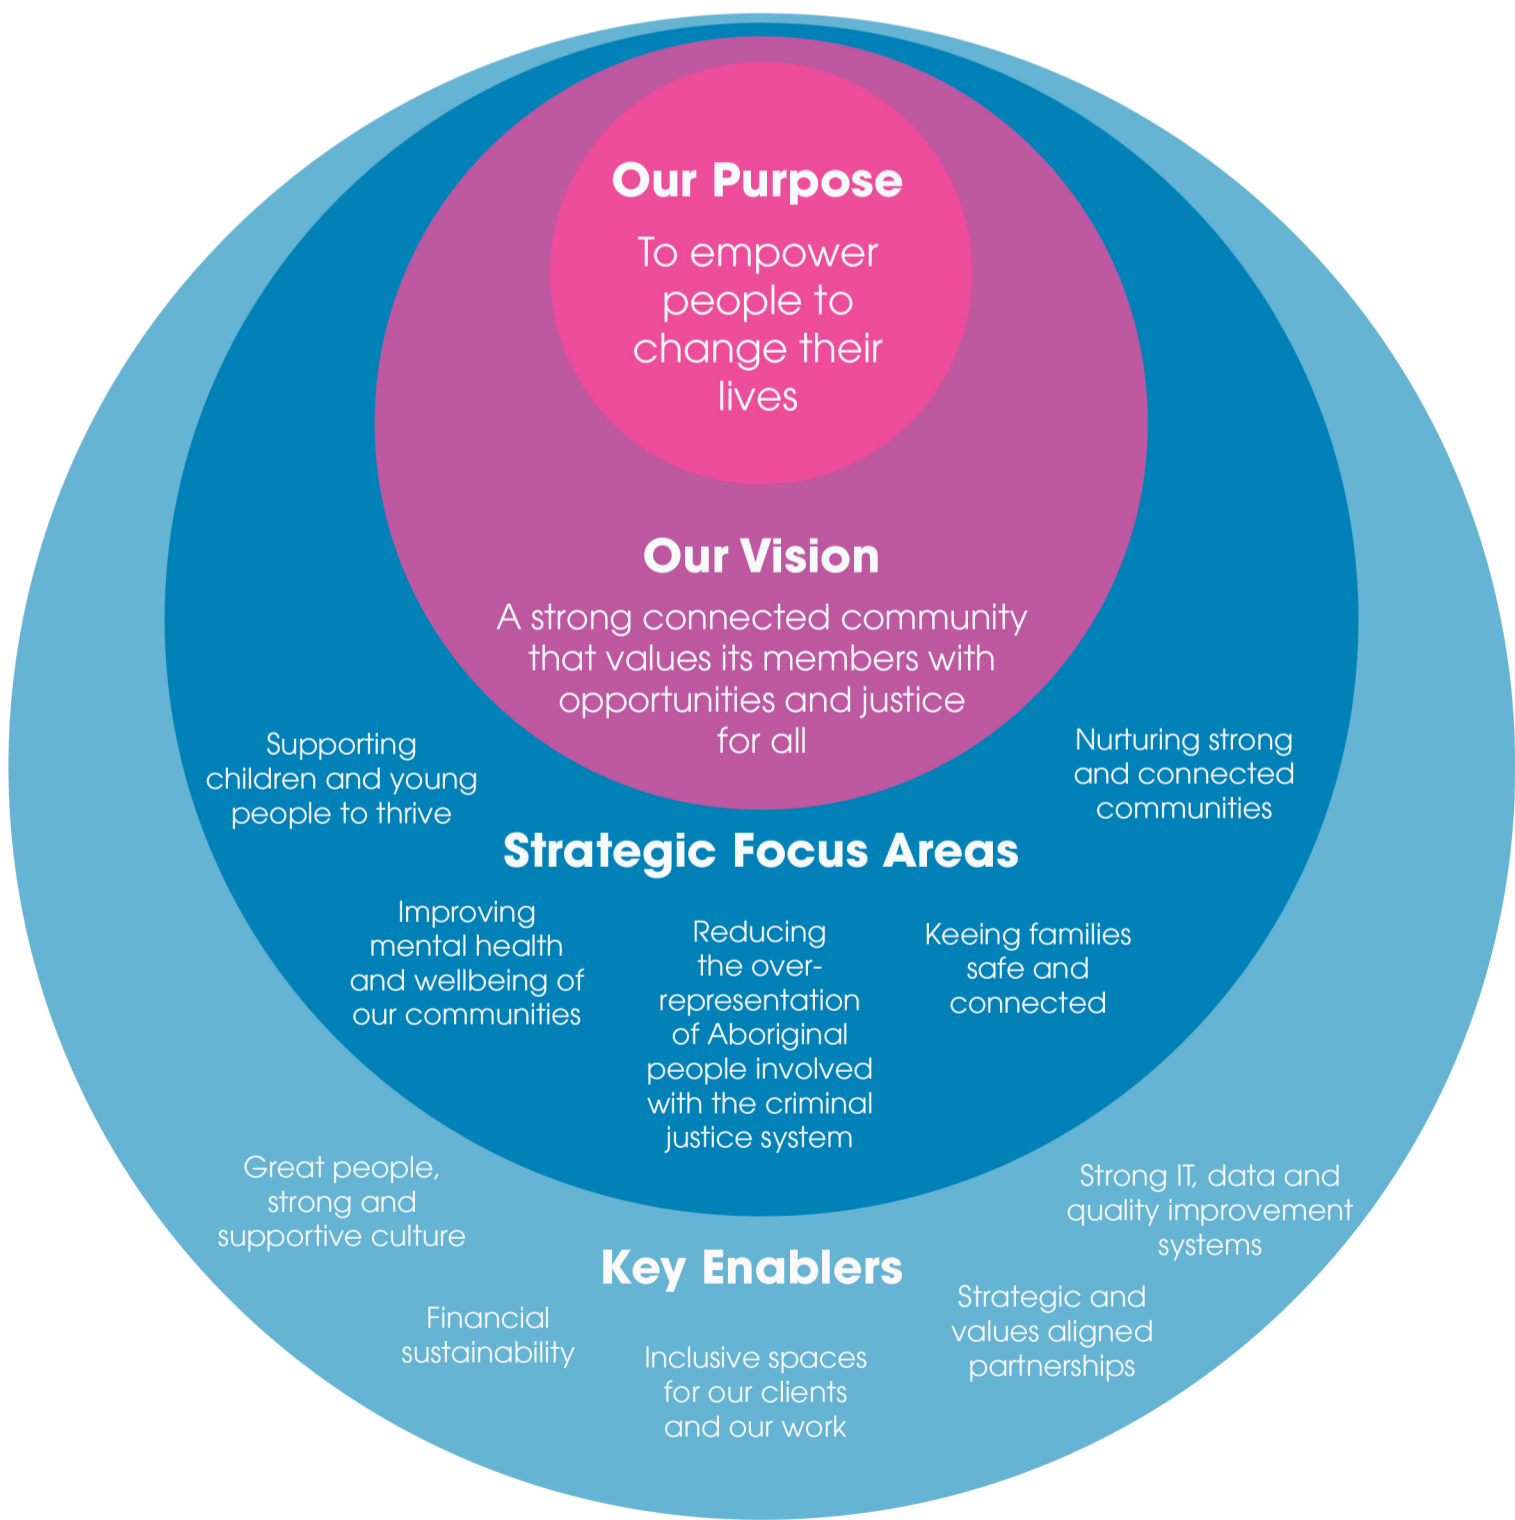 Our Purpose
To empower
people to
change their
lives
Our Vision
A strong connected community
that values its members with
opportunities and justice
for all
Supporting
children and young
people to thrive
Nurturing strong
and connected
communities
Strategic Focus Areas
Improving
mental health
and wellbeing of
our communities
Reducing
the over-
representation
of Aboriginal
people involved
with the criminal
justice system
Keeing families
safe and
connected
Great people,
strong and
supportive culture
Strong IT, data and
quality improvement
systems
Key Enablers
Financial
sustainability
Inclusive spaces
for our clients
and our work
Strategic and
values aligned
partnerships